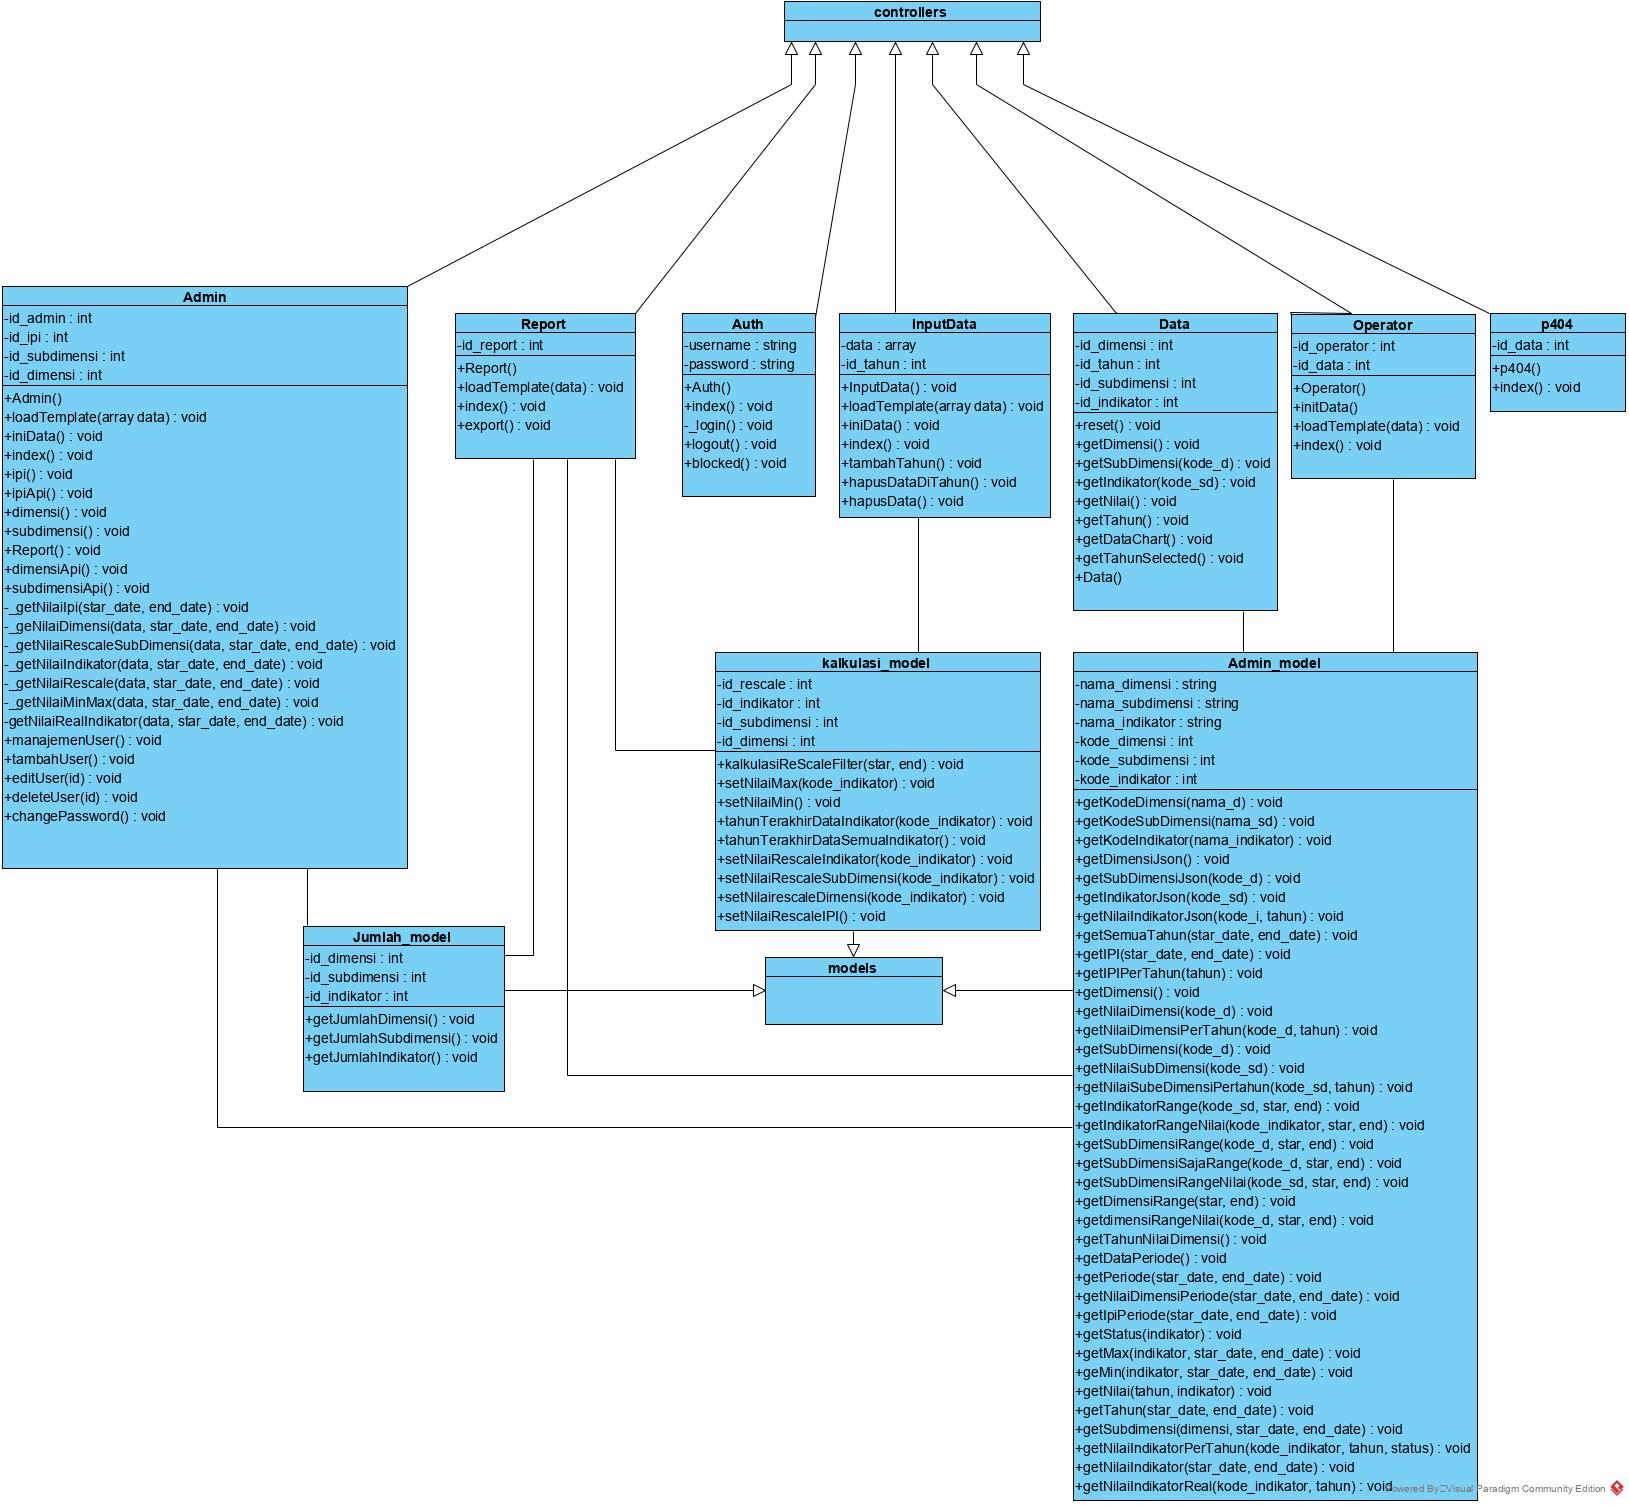 controllers
Admin
-id_admin : int
-id_ipi : int
-id_subdimensi : int
-id_dimensi : int
+Admin()
+loadTemplate(array data) : void
+iniData() : void
+index() : void
+ipi() : void
+ipiApi() : void
+dimensi() : void
+subdimensi() : void
+Report() : void
+dimensiApi() : void
+subdimensiApi() : void
-_getNilaiIpi(star_date, end_date) : void
-_geNilaiDimensi(data, star_date, end_date) : void
-_getNilaiRescaleSubDimensi(data, star_date, end_date) : void
-_getNilaiIndikator(data, star_date, end_date) : void
-_getNilaiRescale(data, star_date, end_date) : void
-_getNilaiMinMax(data, star_date, end_date) : void
-getNilaiRealIndikator(data, star_date, end_date) : void
+manajemenUser() : void
+tambahUser() : void
+editUser(id) : void
+deleteUser(id) : void
+changePassword() : void
Report
-id_report : int
+Report()
+loadTemplate(data) : void
+index() : void
+export() : void
Auth
-username : string
-password : string
+Auth()
+index() : void
-_login() : void
+logout() : void
+blocked() : void
inputData
-data : array
-id_tahun : int
+InputData() : void
+loadTemplate(array data) : void
+iniData() : void
+index() : void
+tambahTahun() : void
+hapusDataDiTahun() : void
+hapusData() : void
Data
-id_dimensi : int
-id_tahun : int
-id_subdimensi : int
-id_indikator : int
+reset() : void
+getDimensi() : void
+getSubDimensi(kode_d) : void
+getIndikator(kode_sd) : void
+getNilai() : void
+getTahun() : void
+getDataChart() : void
+getTahunSelected() : void
+Data()
Operator
-id_operator : int
-id_data : int
+Operator()
+initData()
+loadTemplate(data) : void
+index() : void
p404
-id_data : int
+p404()
+index() : void
kalkulasi_model
-id_rescale : int
-id_indikator : int
-id_subdimensi : int
-id_dimensi : int
+kalkulasiReScaleFilter(star, end) : void
+setNilaiMax(kode_indikator) : void
+setNilaiMin() : void
+tahunTerakhirDataIndikator(kode_indikator) : void
+tahunTerakhirDataSemuaIndikator() : void
+setNilaiRescaleIndikator(kode_indikator) : void
+setNilaiRescaleSubDimensi(kode_indikator) : void
+setNilairescaleDimensi(kode_indikator) : void
+setNilaiRescaleIPI() : void
Admin_model
-nama_dimensi : string
-nama_subdimensi : string
-nama_indikator : string
-kode_dimensi : int
-kode_subdimensi : int
-kode_indikator : int
+getKodeDimensi(nama_d) : void
+getKodeSubDimensi(nama_sd) : void
+getKodeIndikator(nama_indikator) : void
+getDimensiJson() : void
+getSubDimensiJson(kode_d) : void
+getIndikatorJson(kode_sd) : void
+getNilaiIndikatorJson(kode_i, tahun) : void
+getSemuaTahun(star_date, end_date) : void
+getIPI(star_date, end_date) : void
+getIPIPerTahun(tahun) : void
+getDimensi() : void
+getNilaiDimensi(kode_d) : void
+getNilaiDimensiPerTahun(kode_d, tahun) : void
+getSubDimensi(kode_d) : void
+getNilaiSubDimensi(kode_sd) : void
+getNilaiSubeDimensiPertahun(kode_sd, tahun) : void
+getIndikatorRange(kode_sd, star, end) : void
+getIndikatorRangeNilai(kode_indikator, star, end) : void
+getSubDimensiRange(kode_d, star, end) : void
+getSubDimensiSajaRange(kode_d, star, end) : void
+getSubDimensiRangeNilai(kode_sd, star, end) : void
+getDimensiRange(star, end) : void
+getdimensiRangeNilai(kode_d, star, end) : void
+getTahunNilaiDimensi() : void
+getDataPeriode() : void
+getPeriode(star_date, end_date) : void
+getNilaiDimensiPeriode(star_date, end_date) : void
+getIpiPeriode(star_date, end_date) : void
+getStatus(indikator) : void
+getMax(indikator, star_date, end_date) : void
+geMin(indikator, star_date, end_date) : void
+getNilai(tahun, indikator) : void
+getTahun(star_date, end_date) : void
+getSubdimensi(dimensi, star_date, end_date) : void
+getNilaiIndikatorPerTahun(kode_indikator, tahun, status) : void
+getNilaiIndikator(star_date, end_date) : void
+getNilaiIndikatorReal(kode_indikator, tahun) : void
Jumlah_model
-id_dimensi : int
-id_subdimensi : int
-id_indikator : int
+getJumlahDimensi() : void
+getJumlahSubdimensi() : void
+getJumlahIndikator() : void
models
Powered By Visual Paradigm Community Edition